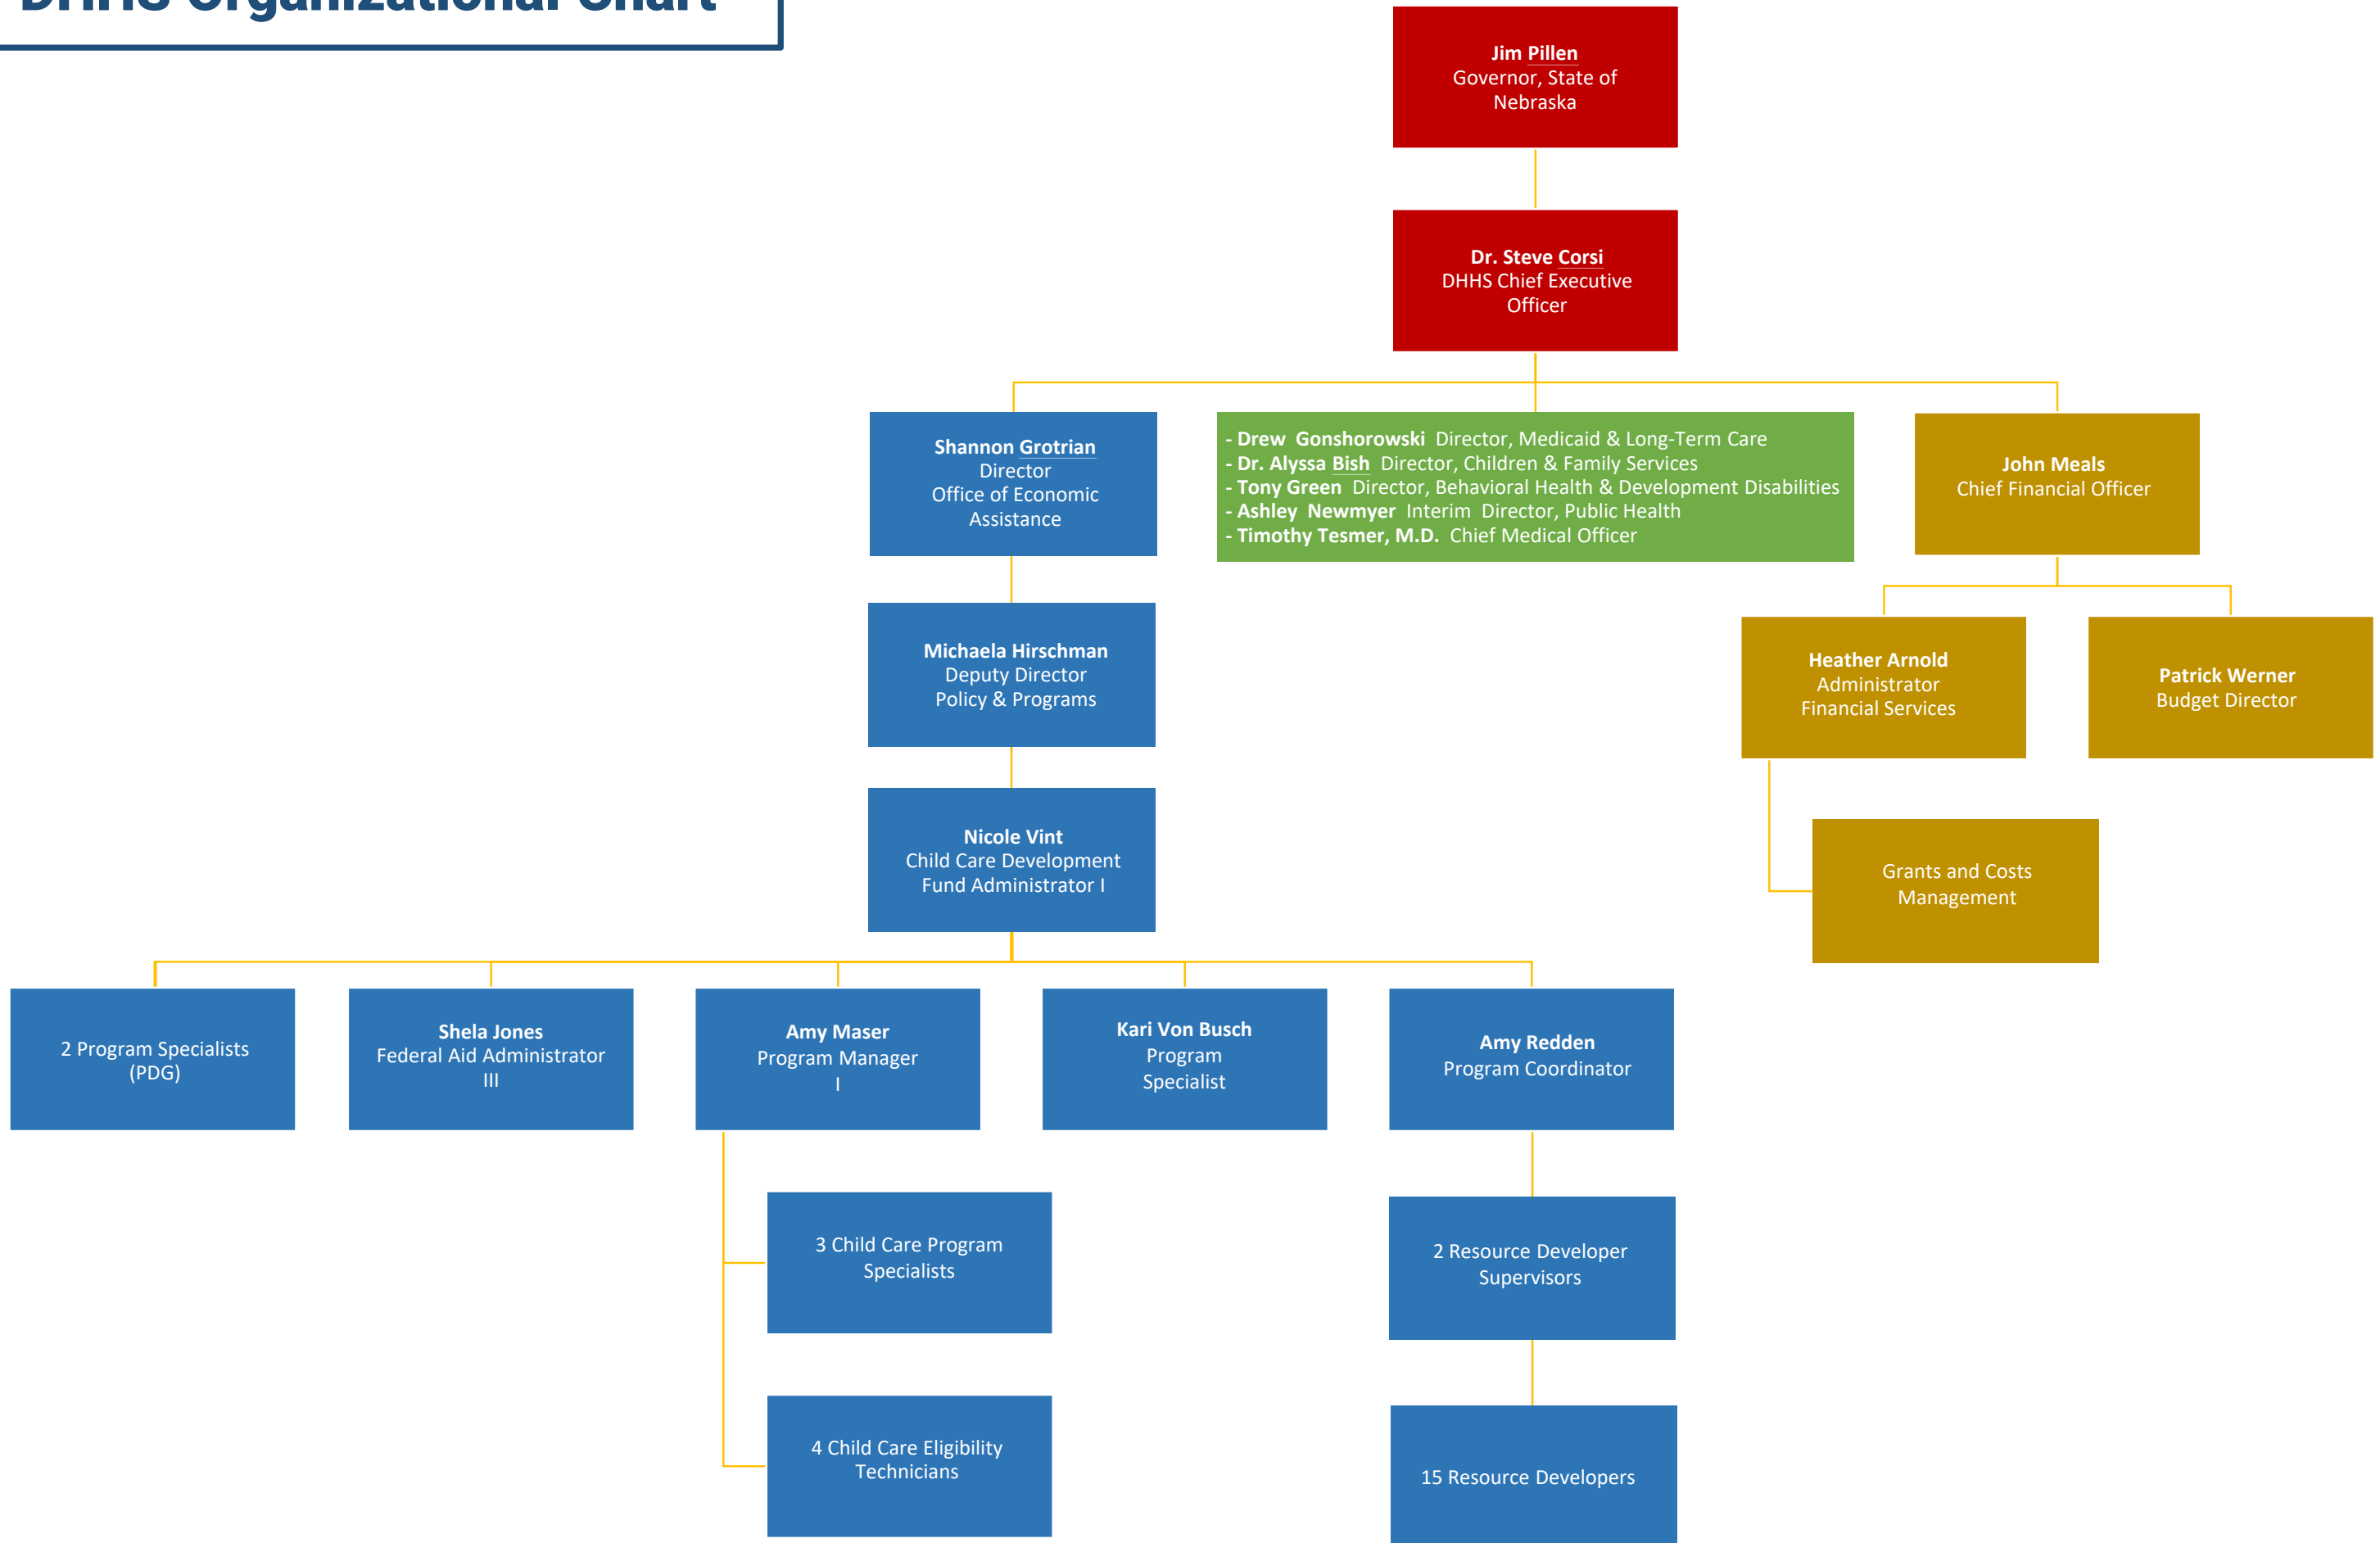 DHHS Organizational Chart
Jim Pillen
Governor, State of
Nebraska
Dr. Steve Corsi
DHHS Chief Executive
Officer
Shannon Grotrian
Director
Office of Economic
Assistance
- Drew  Gonshorowski  Director, Medicaid & Long-Term Care
- Dr. Alyssa Bish  Director, Children & Family Services
- Tony Green  Director, Behavioral Health & Development Disabilities
- Ashley  Newmyer  Interim  Director, Public Health
- Timothy Tesmer, M.D.  Chief Medical Officer
John Meals
Chief Financial Officer
Michaela Hirschman
Deputy Director
Policy & Programs
Heather Arnold
Administrator
Financial Services
Patrick Werner
Budget Director
Nicole Vint
Child Care Development
Fund Administrator I
Grants and Costs
Management
2 Program Specialists
(PDG)
Shela Jones
Federal Aid Administrator
III
Amy Maser
Program Manager
I
Kari Von Busch
Program
Specialist
Amy Redden
Program Coordinator
3 Child Care Program
Specialists
2 Resource Developer
Supervisors
4 Child Care Eligibility
Technicians
15 Resource Developers